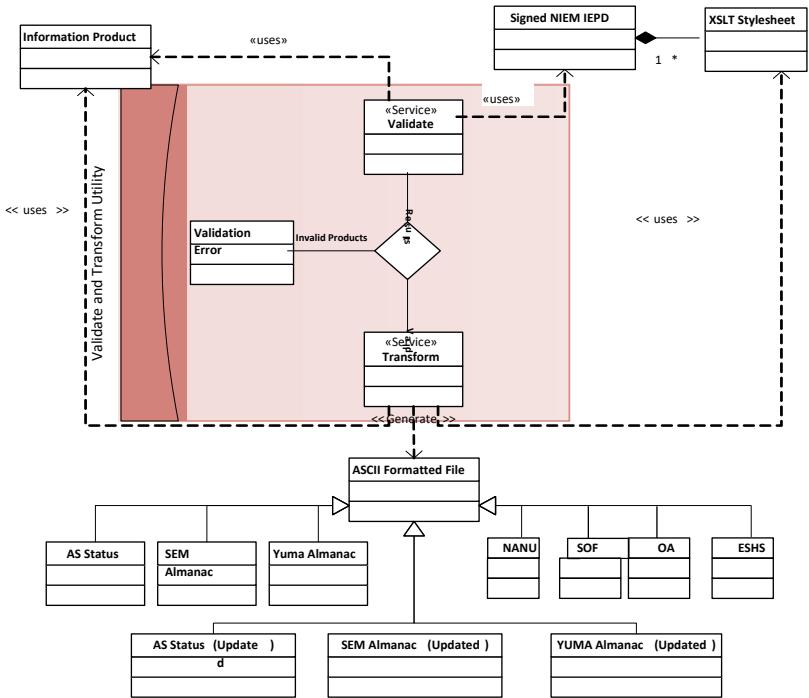 Information Product
«uses»
Signed NIEM IEPD
1 *
XSLT Stylesheet
«uses»
«Service»
Validate
<< uses >>
Validate and Transform Utility
Validation
Error
Invalid Products
<< uses >>
«Service»
Transform
<<Generate >>
ASCII Formatted File
AS Status
SEM
Almanac
Yuma Almanac
NANU
SOF
OA
ESHS
AS Status (Update )
d
SEM Almanac (Updated )
YUMA Almanac (Updated )